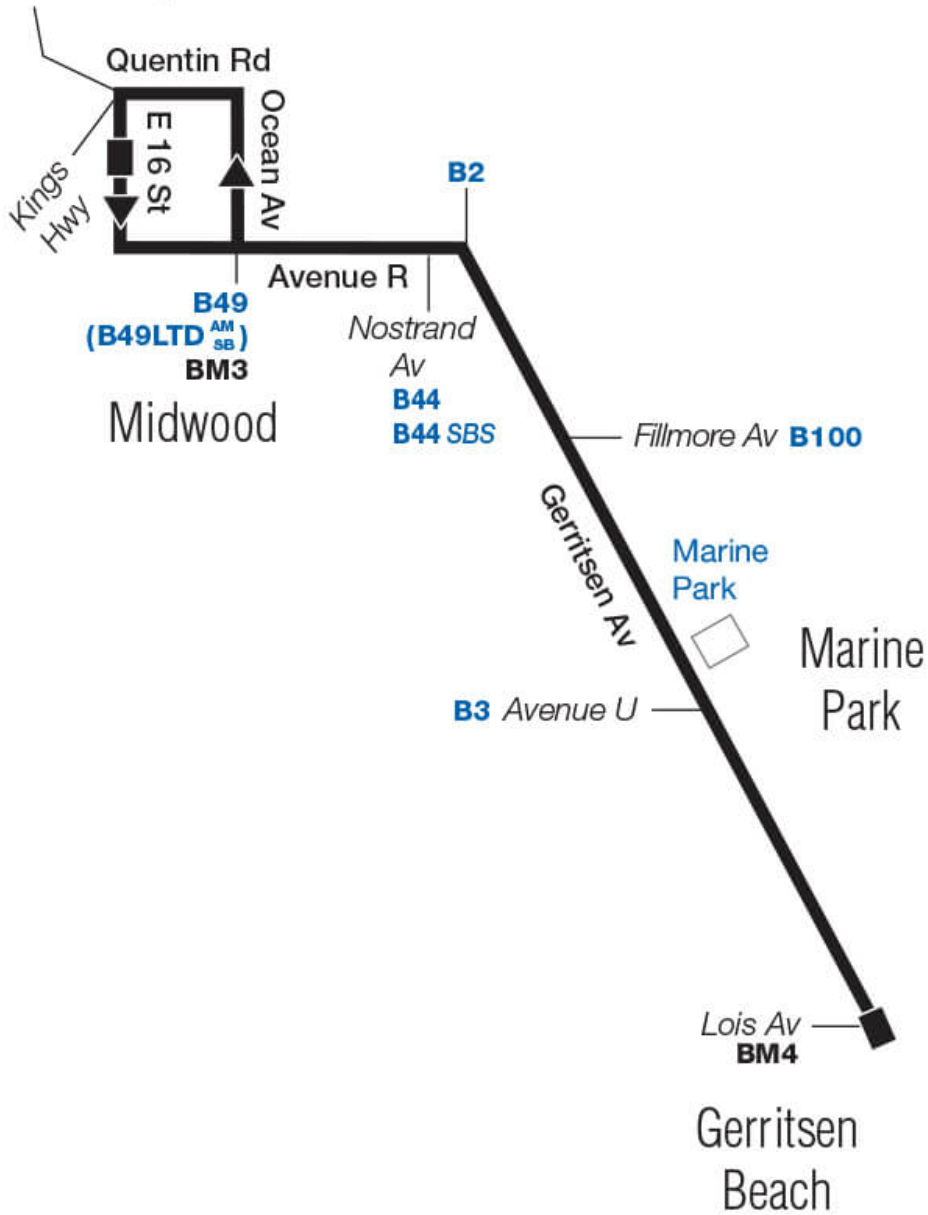 Quentin Rd
Ocean Av
E 16 St
Kings
Hwy
B2
Avenue R
B49
(B49LTD AM SB)
BM3
Midwood
Nostrand
Av
B44
B44 SBS
Fillmore Av B100
Gerritsen Av
Marine
Park
Marine
Park
B3 Avenue U
Lois Av
BM4
Gerritsen
Beach